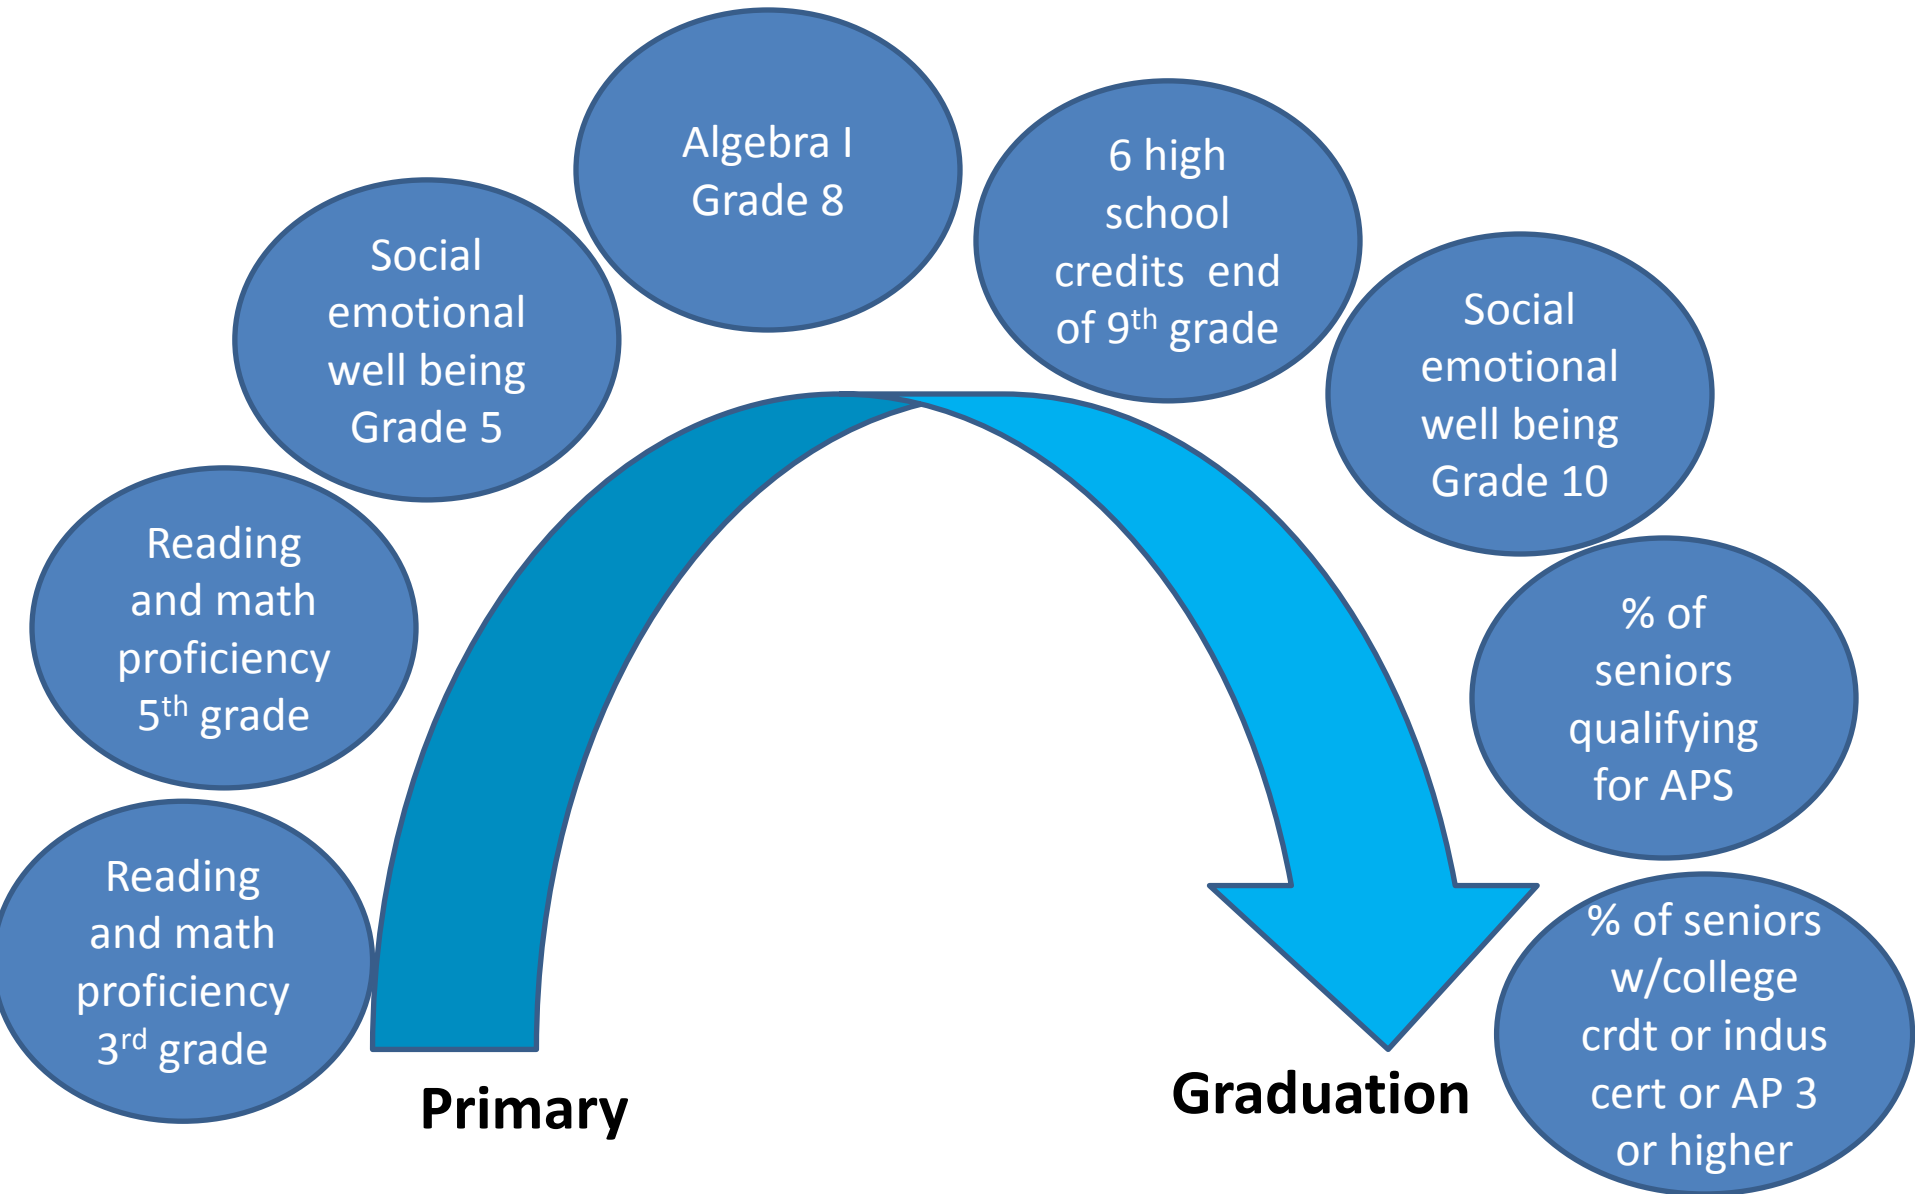 Reading
and math
proficiency
3rd grade
Reading
and math
proficiency
5th grade
Social
emotional
well being
Grade 5
Algebra I
Grade 8
6 high
school
credits  end
of 9th grade
Social
emotional
well being
Grade 10
% of
seniors
qualifying
for APS
% of seniors
w/college
crdt or indus
cert or AP 3
or higher
Primary
Graduation